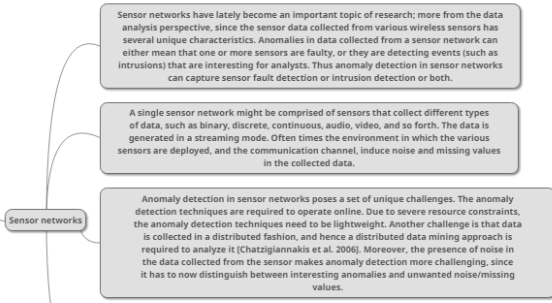 Sensor networks have lately become an important topic of research; more from the data
analysis perspective, since the sensor data collected from various wireless sensors has
several unique characteristics. Anomalies in data collected from a sensor network can
either mean that one or more sensors are faulty, or they are detecting events (such as
intrusions) that are interesting for analysts. Thus anomaly detection in sensor networks
can capture sensor fault detection or intrusion detection or both.
A single sensor network might be comprised of sensors that collect different types
of data, such as binary, discrete, continuous, audio, video, and so forth. The data is
generated in a streaming mode. Often times the environment in which the various
sensors are deployed, and the communication channel, induce noise and missing values
in the collected data.
Sensor networks
Anomaly detection in sensor networks poses a set of unique challenges. The anomaly
detection techniques are required to operate online. Due to severe resource constraints,
the anomaly detection techniques need to be lightweight. Another challenge is that data
is collected in a distributed fashion, and hence a distributed data mining approach is
required to analyze it [Chatzigiannakis et al. 2006]. Moreover, the presence of noise in
the data collected from the sensor makes anomaly detection more challenging, since
it has to now distinguish between interesting anomalies and unwanted noise/missing
values.